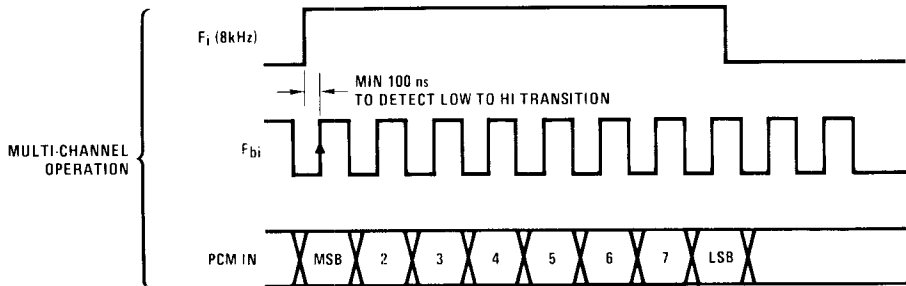 Fi (8kHz)
MIN 100 ns
TO DETECT LOW TO HI TRANSITION
MULTI-CHANNEL
OPERATION
Fbi
PCM IN
MSB 2 3 4 5 6 7 LSB